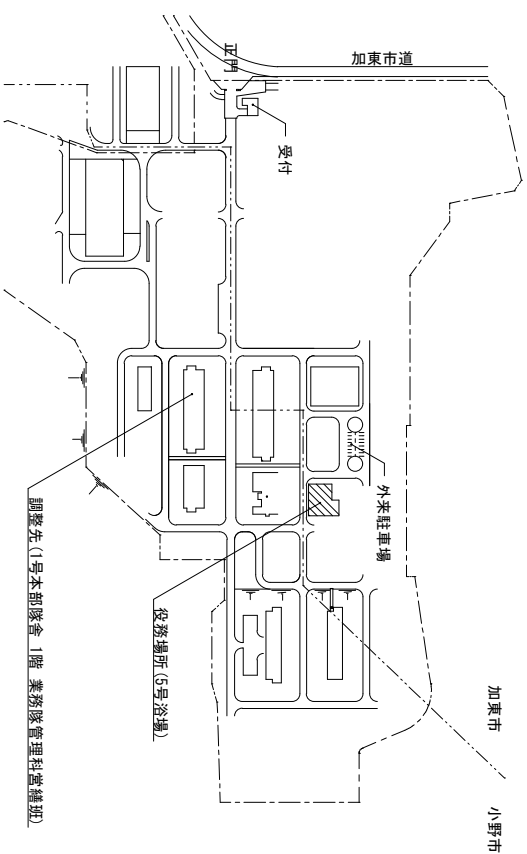 加東市道
正門
受付
外来駐車場
役務場所(5号浴場)
調整先(1号本部隊舎 1階 業務隊管理科営繕班)
加東市
小野市